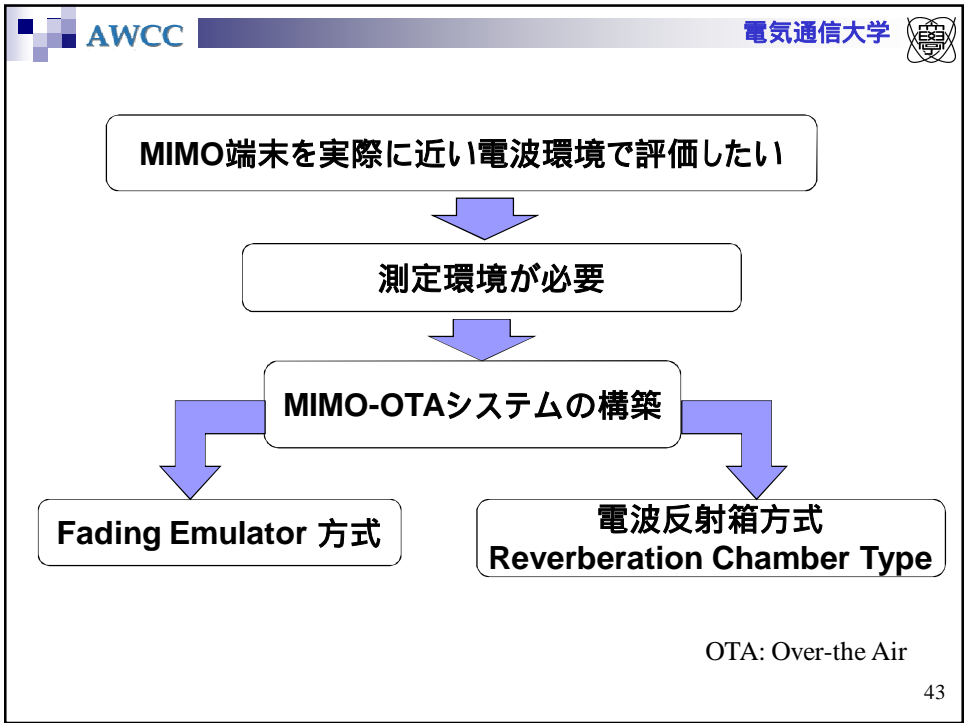 AWCC
電気通信大学
MIMO端末を実際に近い電波環境で評価したい
測定環境が必要
MIMO-OTAシステムの構築
Fading Emulator 方式
電波反射箱方式
Reverberation Chamber Type
OTA: Over-the Air
43